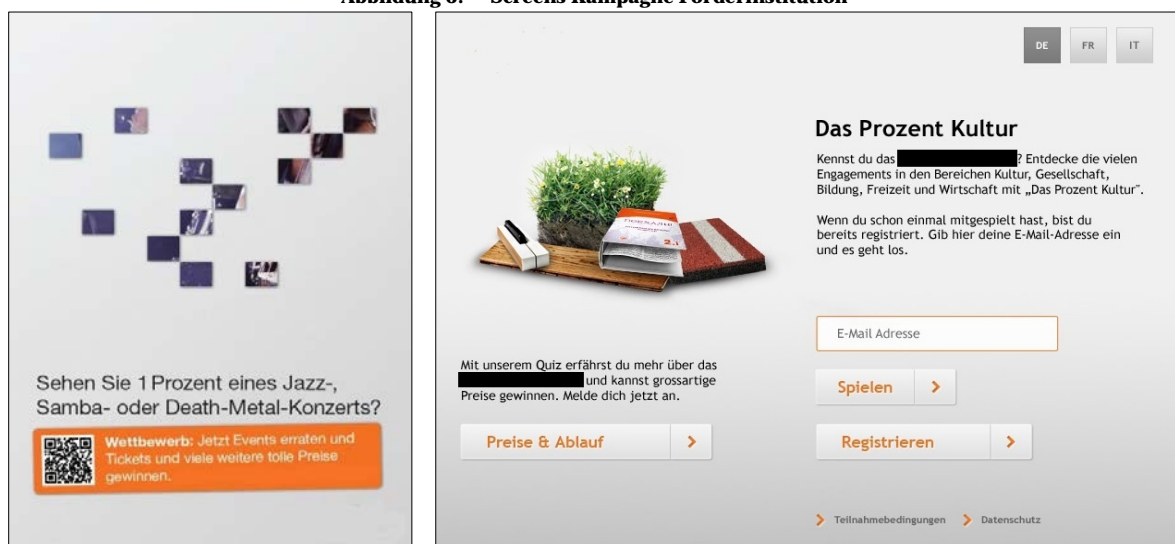 Abbildung 6: Screens Kampagne Förderinstitution
Sehen Sie 1 Prozent eines Jazz-,
Samba- oder Death-Metal-Konzerts?
Wettbewerb: Jetzt Events erraten und
Tickets und viele weitere tolle Preise
gewinnen.
2.1
Mit unserem Quiz erfährst du mehr über das
und kannst grossartige
Preise gewinnen. Melde dich jetzt an.
Preise & Ablauf
DE FR IT
Das Prozent Kultur
Kennst du das ? Entdecke die vielen
Engagements in den Bereichen Kultur, Gesellschaft,
Bildung, Freizeit und Wirtschaft mit „Das Prozent Kultur".
Wenn du schon einmal mitgespielt hast, bist du
bereits registriert. Gib hier deine E-Mail-Adresse ein
und es geht los.
E-Mail Adresse
Spielen
Registrieren
Teilnahmebedingungen Datenschutz